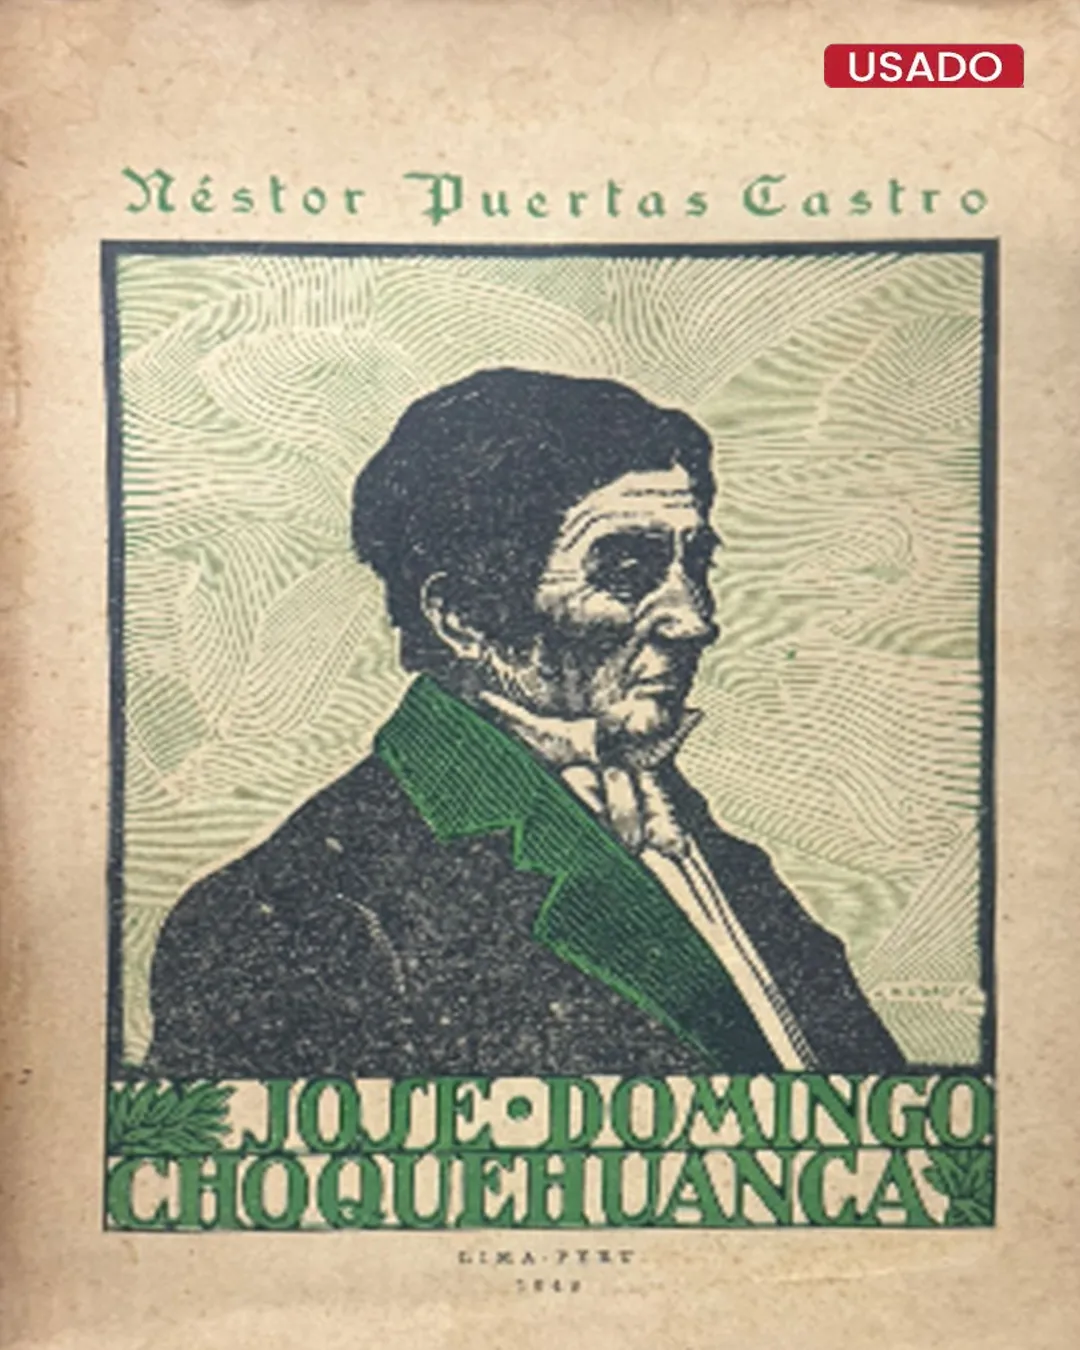 USADO
Néstor Puertas Castro
JOSE • DOMINGO
CHOQUEHUANCA
LIMA-PERU